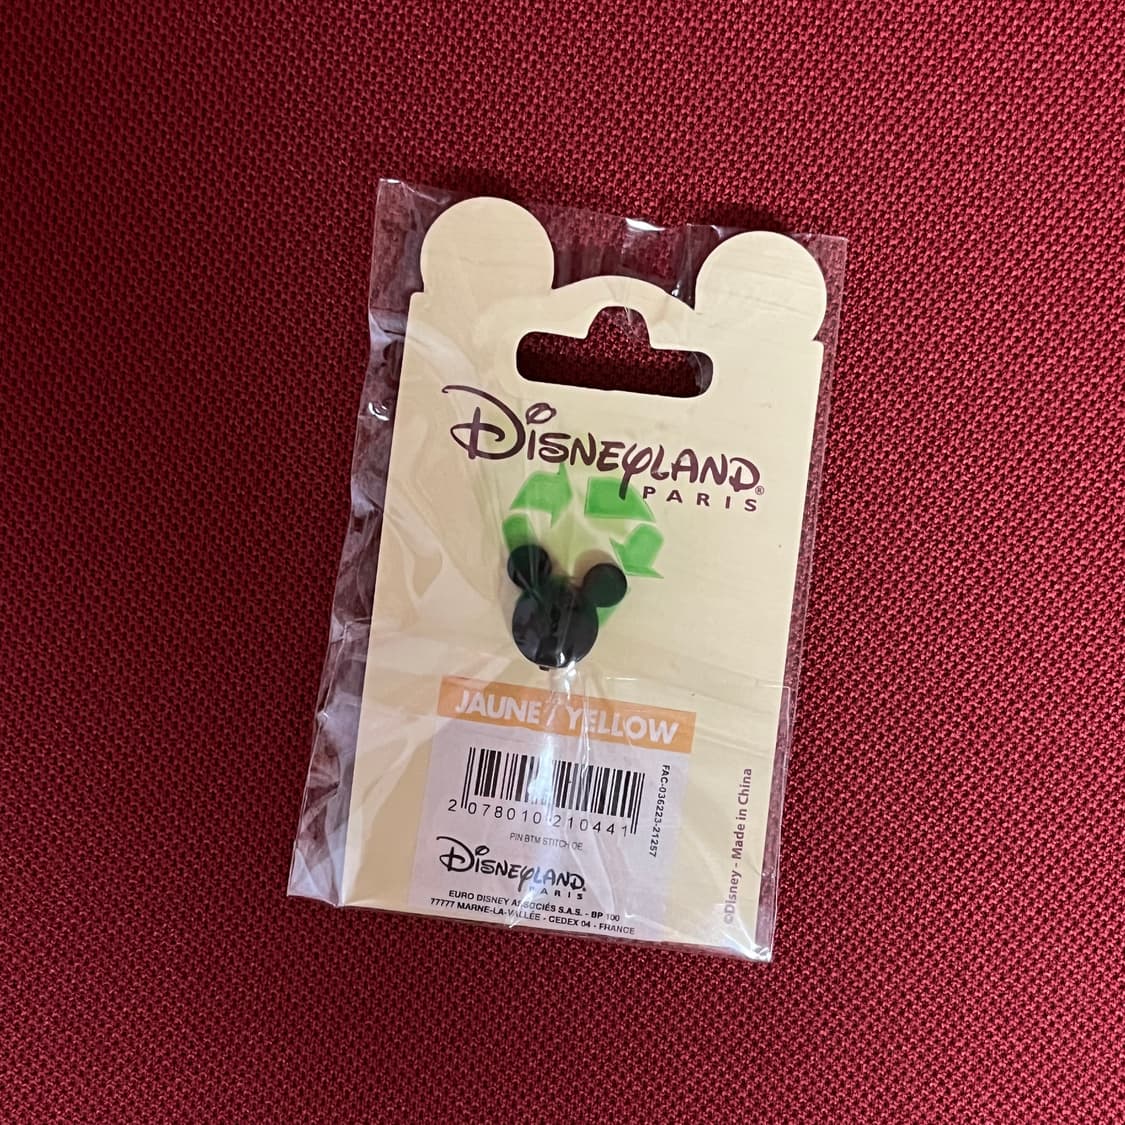 DISNEYLAND®
PARIS
JAUNE / YELLOW
2 078010 210441
FAC-036223-21257
PIN BTM STITCH OE
DISNEYLAND®
PARIS
EURO DISNEY ASSOCIÉS S.A.S. - BP 100
77777 MARNE-LA-VALLÉE - CEDEX 04 - FRANCE
©Disney - Made in China